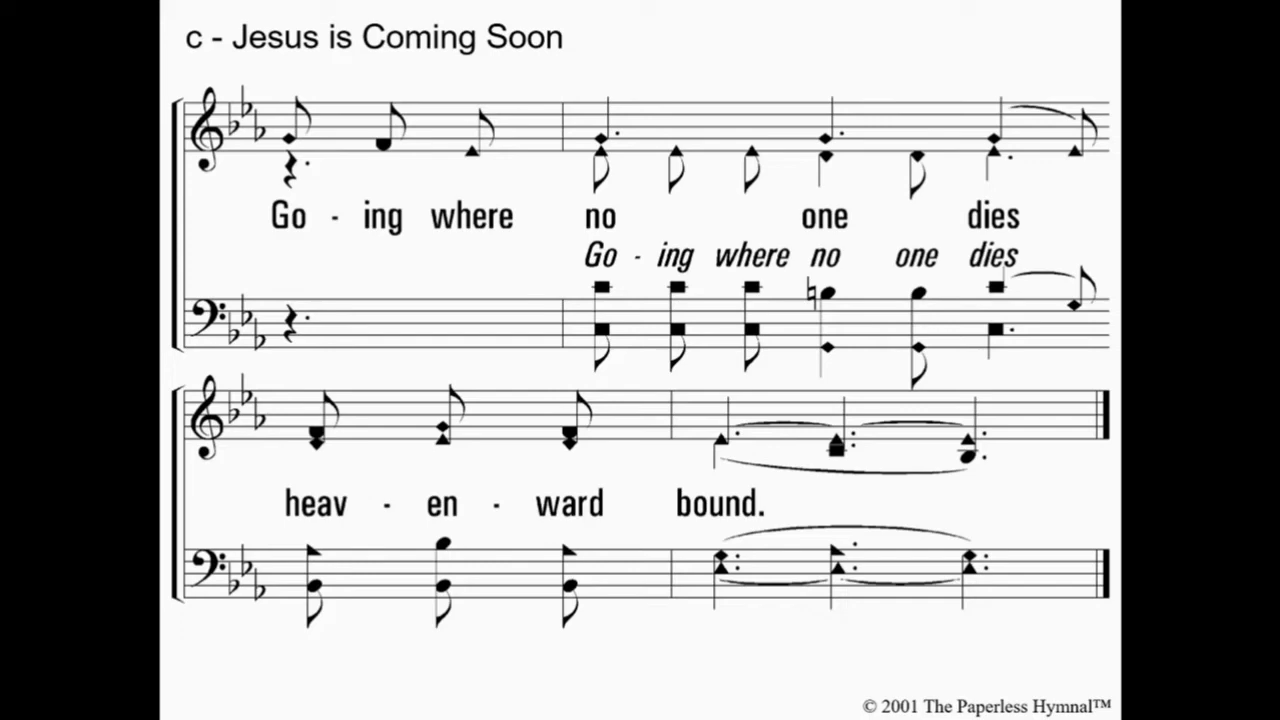 c - Jesus is Coming Soon
Go - ing where no one dies
Go - ing where no one dies
heav - en - ward bound.
© 2001 The Paperless Hymnal™